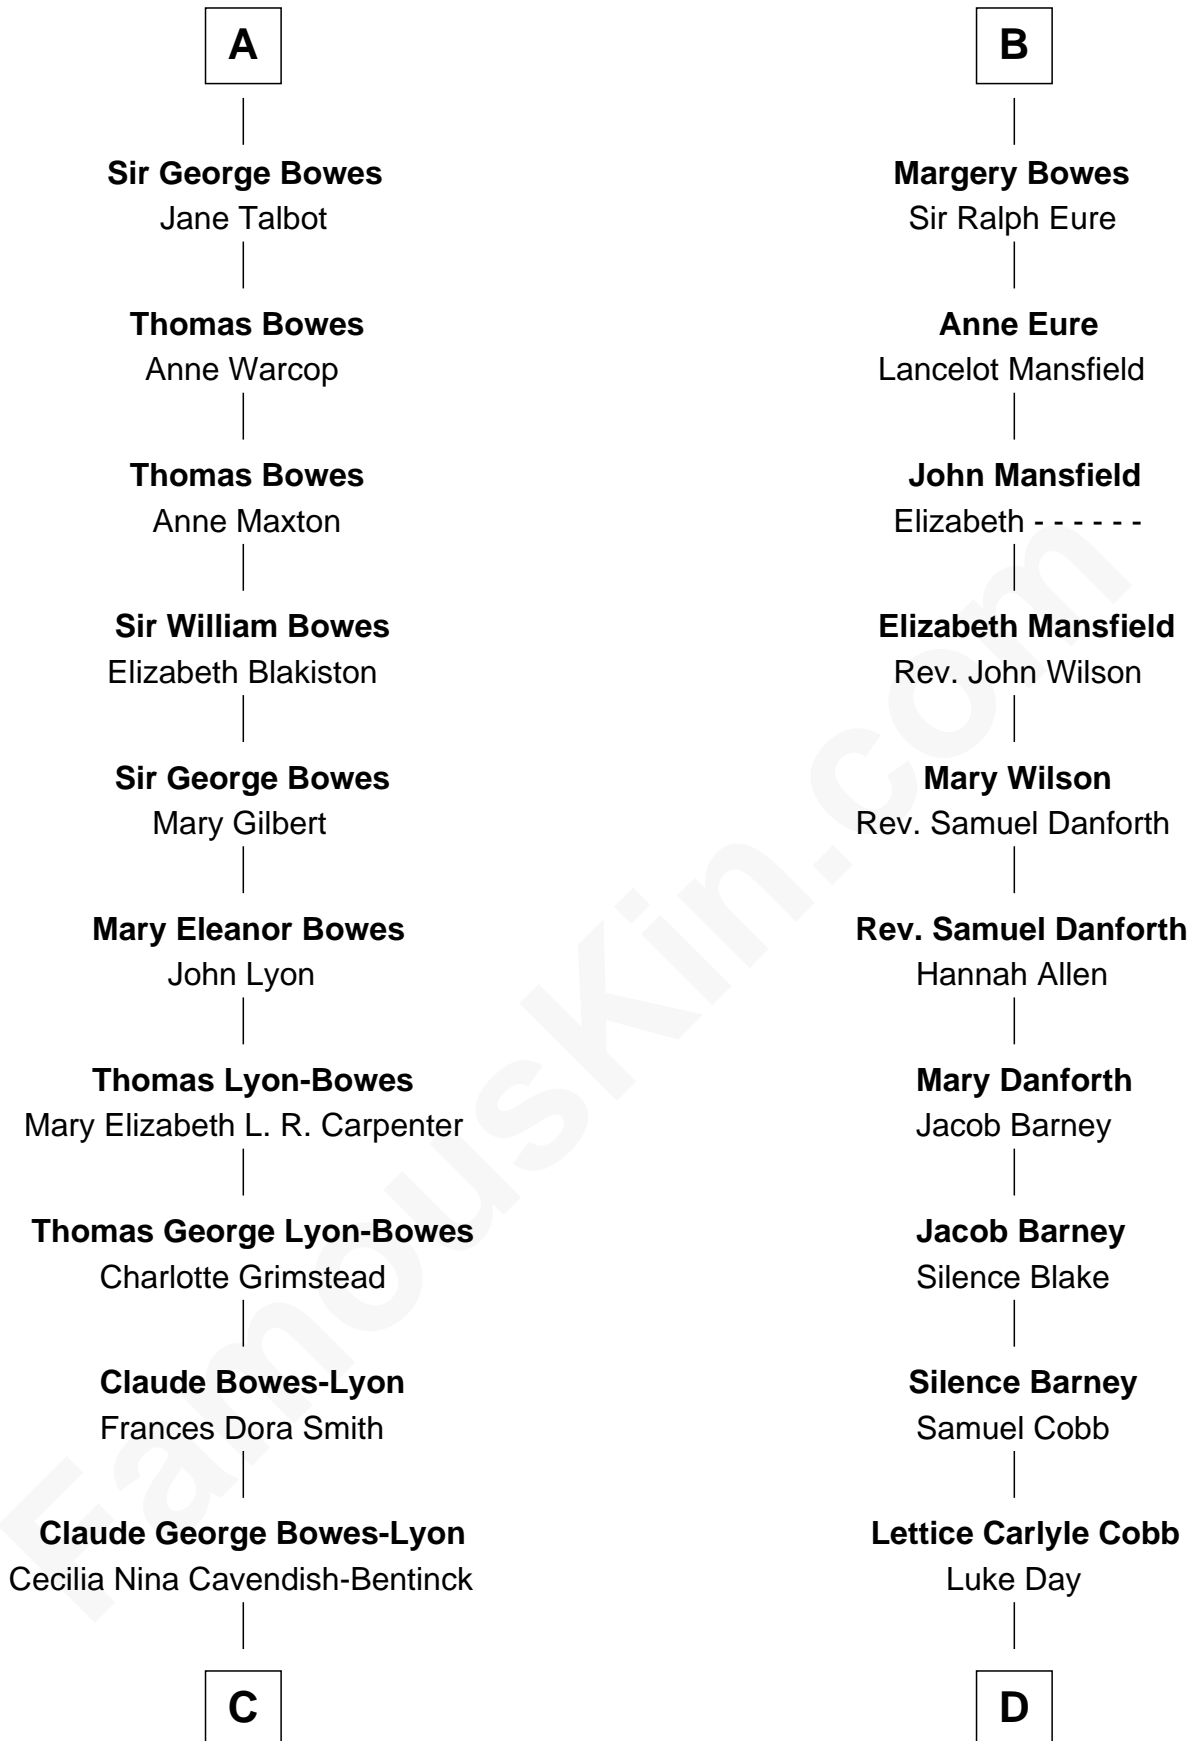 A
Sir George Bowes
Jane Talbot
Thomas Bowes
Anne Warcop
Thomas Bowes
Anne Maxton
Sir William Bowes
Elizabeth Blakiston
Sir George Bowes
Mary Gilbert
Mary Eleanor Bowes
John Lyon
Thomas Lyon-Bowes
Mary Elizabeth L. R. Carpenter
Thomas George Lyon-Bowes
Charlotte Grimstead
Claude Bowes-Lyon
Frances Dora Smith
Claude George Bowes-Lyon
Cecilia Nina Cavendish-Bentinck
C
B
Margery Bowes
Sir Ralph Eure
Anne Eure
Lancelot Mansfield
John Mansfield
Elizabeth - - - - - -
Elizabeth Mansfield
Rev. John Wilson
Mary Wilson
Rev. Samuel Danforth
Rev. Samuel Danforth
Hannah Allen
Mary Danforth
Jacob Barney
Jacob Barney
Silence Blake
Silence Barney
Samuel Cobb
Lettice Carlyle Cobb
Luke Day
D
FamousKin.com